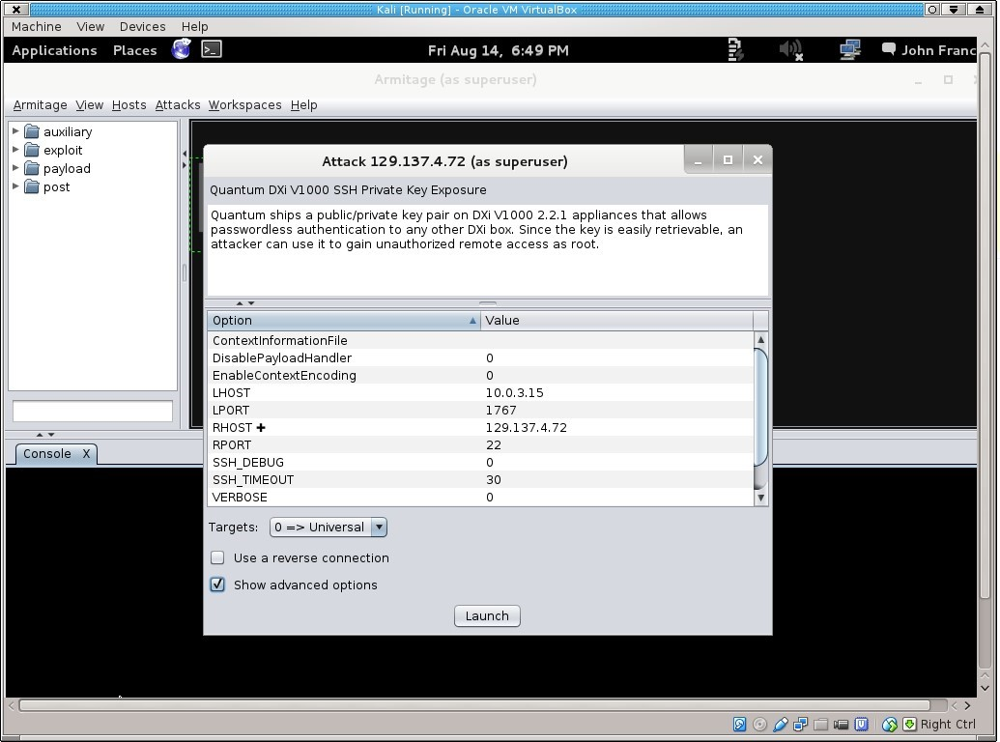 Kali [Running] - Oracle VM VirtualBox
Machine View Devices Help
Applications Places Fri Aug 14, 6:49 PM John Franc
Armitage (as superuser)
Armitage View Hosts Attacks Workspaces Help
auxiliary
exploit
payload
post
Attack 129.137.4.72 (as superuser)
Quantum DXi V1000 SSH Private Key Exposure
Quantum ships a public/private key pair on DXi V1000 2.2.1 appliances that allows
passwordless authentication to any other DXi box. Since the key is easily retrievable, an
attacker can use it to gain unauthorized remote access as root.
Option Value
ContextInformationFile
DisablePayloadHandler 0
EnableContextEncoding 0
LHOST 10.0.3.15
LPORT 1767
RHOST ✚ 129.137.4.72
RPORT 22
SSH_DEBUG 0
SSH_TIMEOUT 30
VERBOSE 0
Targets: 0 => Universal
Use a reverse connection
Show advanced options
Launch
Console X
Right Ctrl